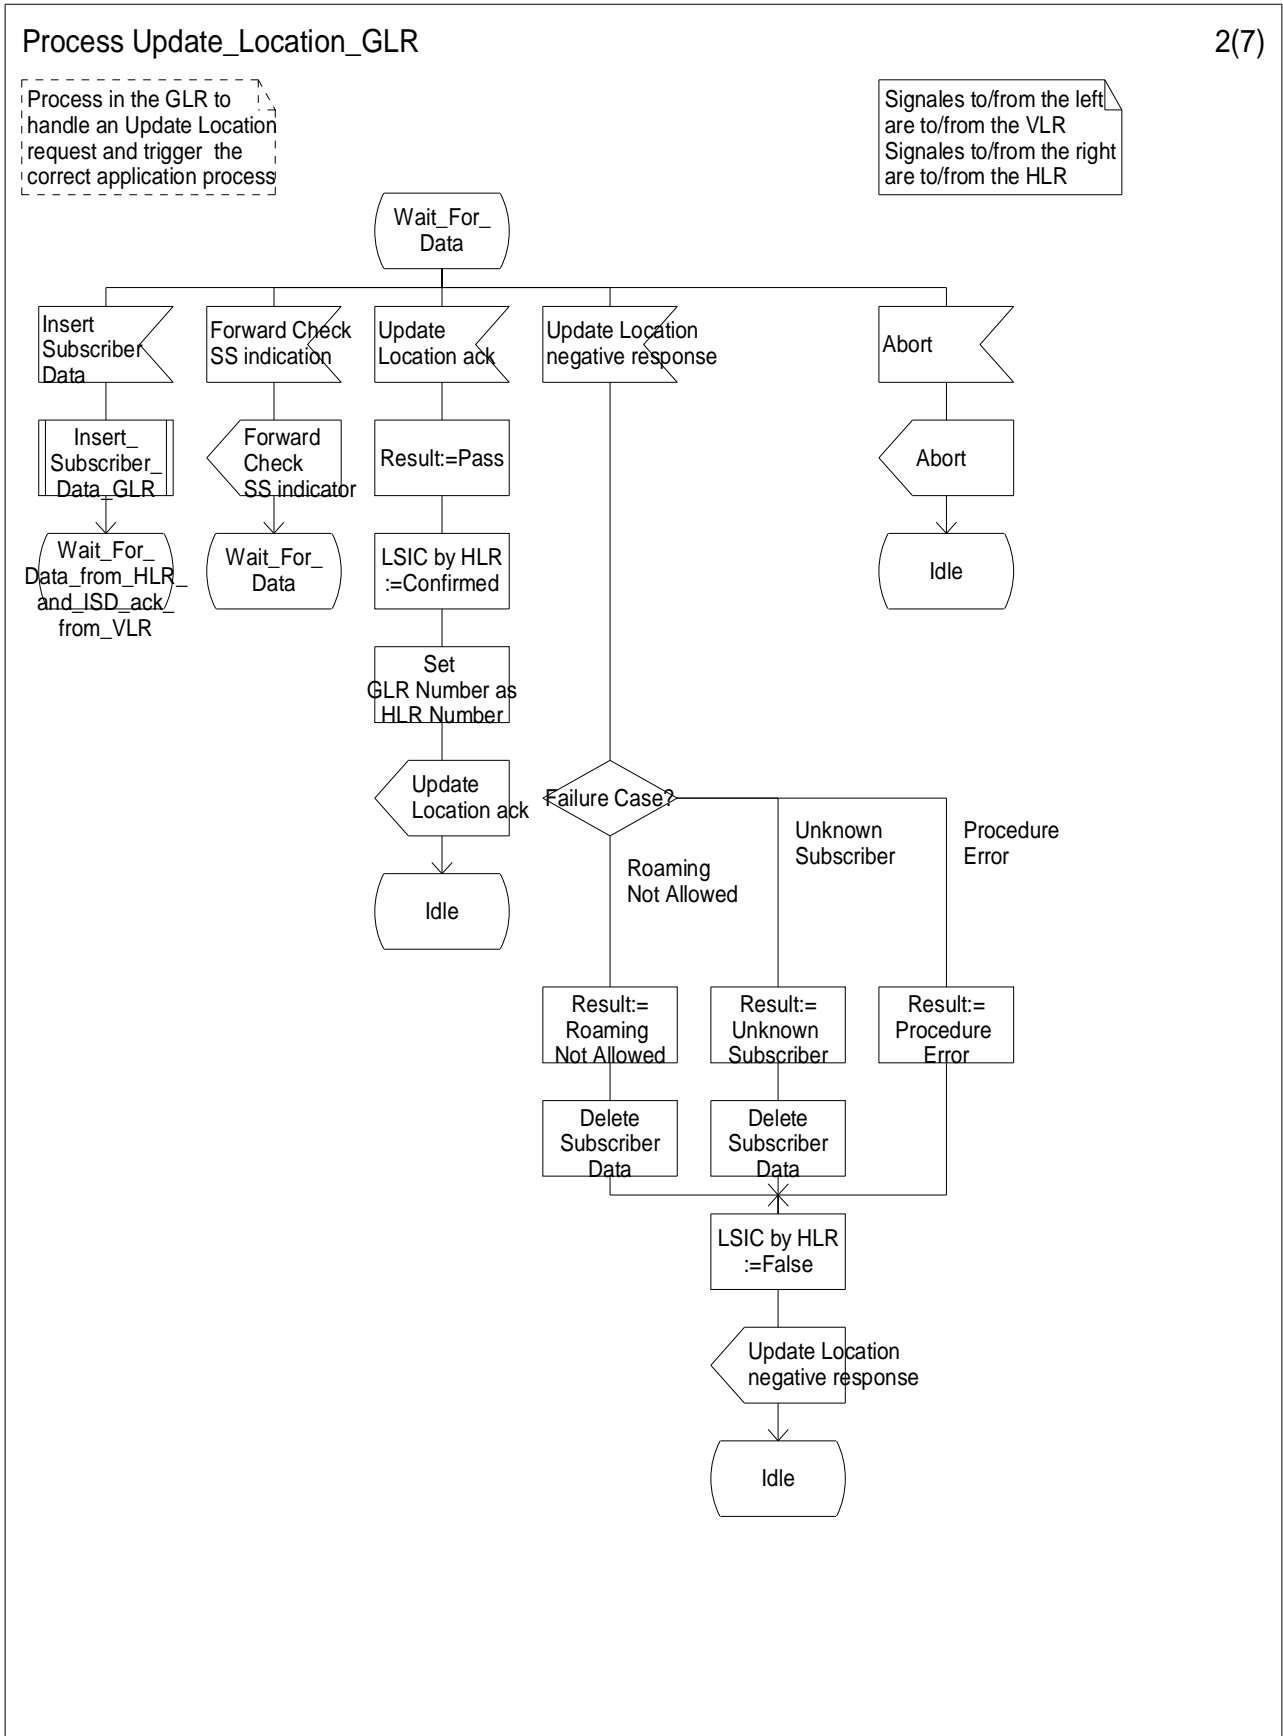 Process Update_Location_GLR
2(7)
Process in the GLR to
handle an Update Location
request and trigger the
correct application process
Signales to/from the left
are to/from the VLR
Signales to/from the right
are to/from the HLR
Wait_For_
Data
Insert
Subscriber
Data
Forward Check
SS indication
Update
Location ack
Update Location
negative response
Abort
Insert_
Subscriber_
Data_GLR
Forward
Check
SS indicator
Result:=Pass
Abort
Wait_For_
Data_from_HLR_
and_ISD_ack_
from_VLR
Wait_For_
Data
LSIC by HLR
:=Confirmed
Idle
Set
GLR Number as
HLR Number
Update
Location ack
Failure Case?
Unknown
Subscriber
Procedure
Error
Roaming
Not Allowed
Idle
Result:=
Roaming
Not Allowed
Result:=
Unknown
Subscriber
Result:=
Procedure
Error
Delete
Subscriber
Data
Delete
Subscriber
Data
LSIC by HLR
:=False
Update Location
negative response
Idle